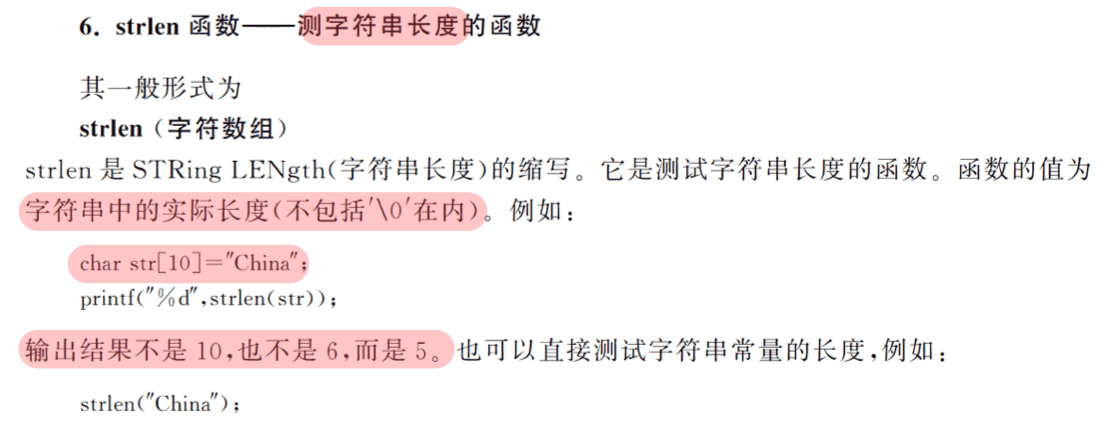 6. strlen 函数——测字符串长度的函数
其一般形式为
strlen（字符数组）
strlen 是 STRing LENgth(字符串长度)的缩写。它是测试字符串长度的函数。函数的值为
字符串中的实际长度(不包括'\0'在内)。例如：
char str[10]="China";
printf("%d",strlen(str));
输出结果不是 10,也不是 6,而是 5。也可以直接测试字符串常量的长度,例如：
strlen("China");